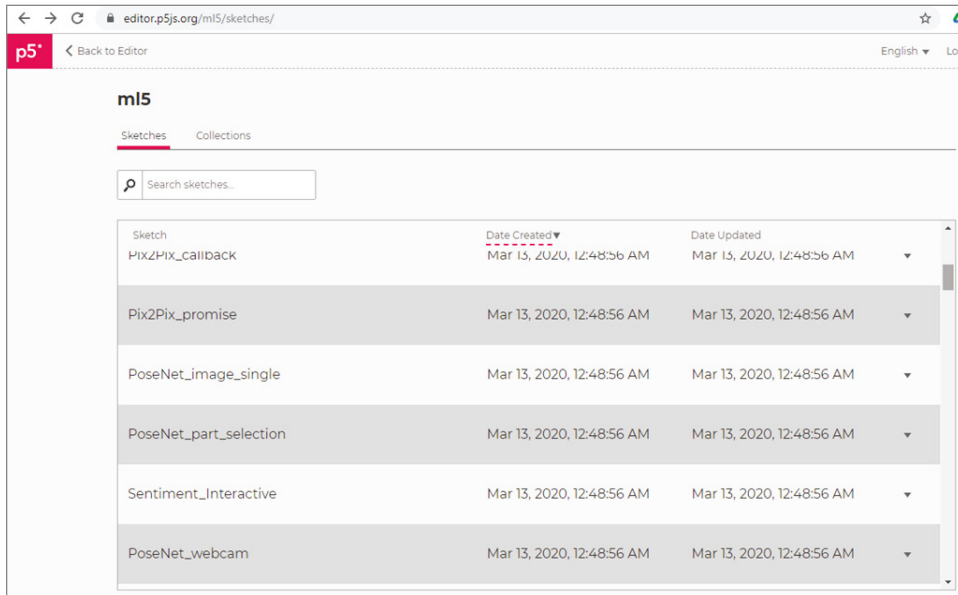 editor.p5js.org/ml5/sketches/
p5* Back to Editor English
ml5
Sketches Collections
Search sketches...
Sketch Date Created▼ Date Updated
Pix2Pix_callback Mar 13, 2020, 12:48:56 AM Mar 13, 2020, 12:48:56 AM
Pix2Pix_promise Mar 13, 2020, 12:48:56 AM Mar 13, 2020, 12:48:56 AM
PoseNet_image_single Mar 13, 2020, 12:48:56 AM Mar 13, 2020, 12:48:56 AM
PoseNet_part_selection Mar 13, 2020, 12:48:56 AM Mar 13, 2020, 12:48:56 AM
Sentiment_Interactive Mar 13, 2020, 12:48:56 AM Mar 13, 2020, 12:48:56 AM
PoseNet_webcam Mar 13, 2020, 12:48:56 AM Mar 13, 2020, 12:48:56 AM